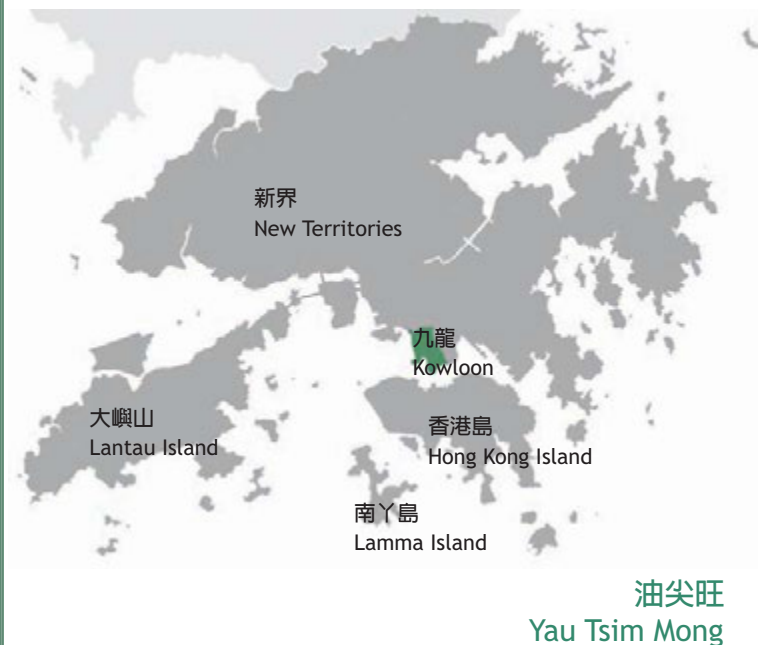 新界
New Territories
九龍
Kowloon
大嶼山
Lantau Island
香港島
Hong Kong Island
南丫島
Lamma Island
油尖旺
Yau Tsim Mong